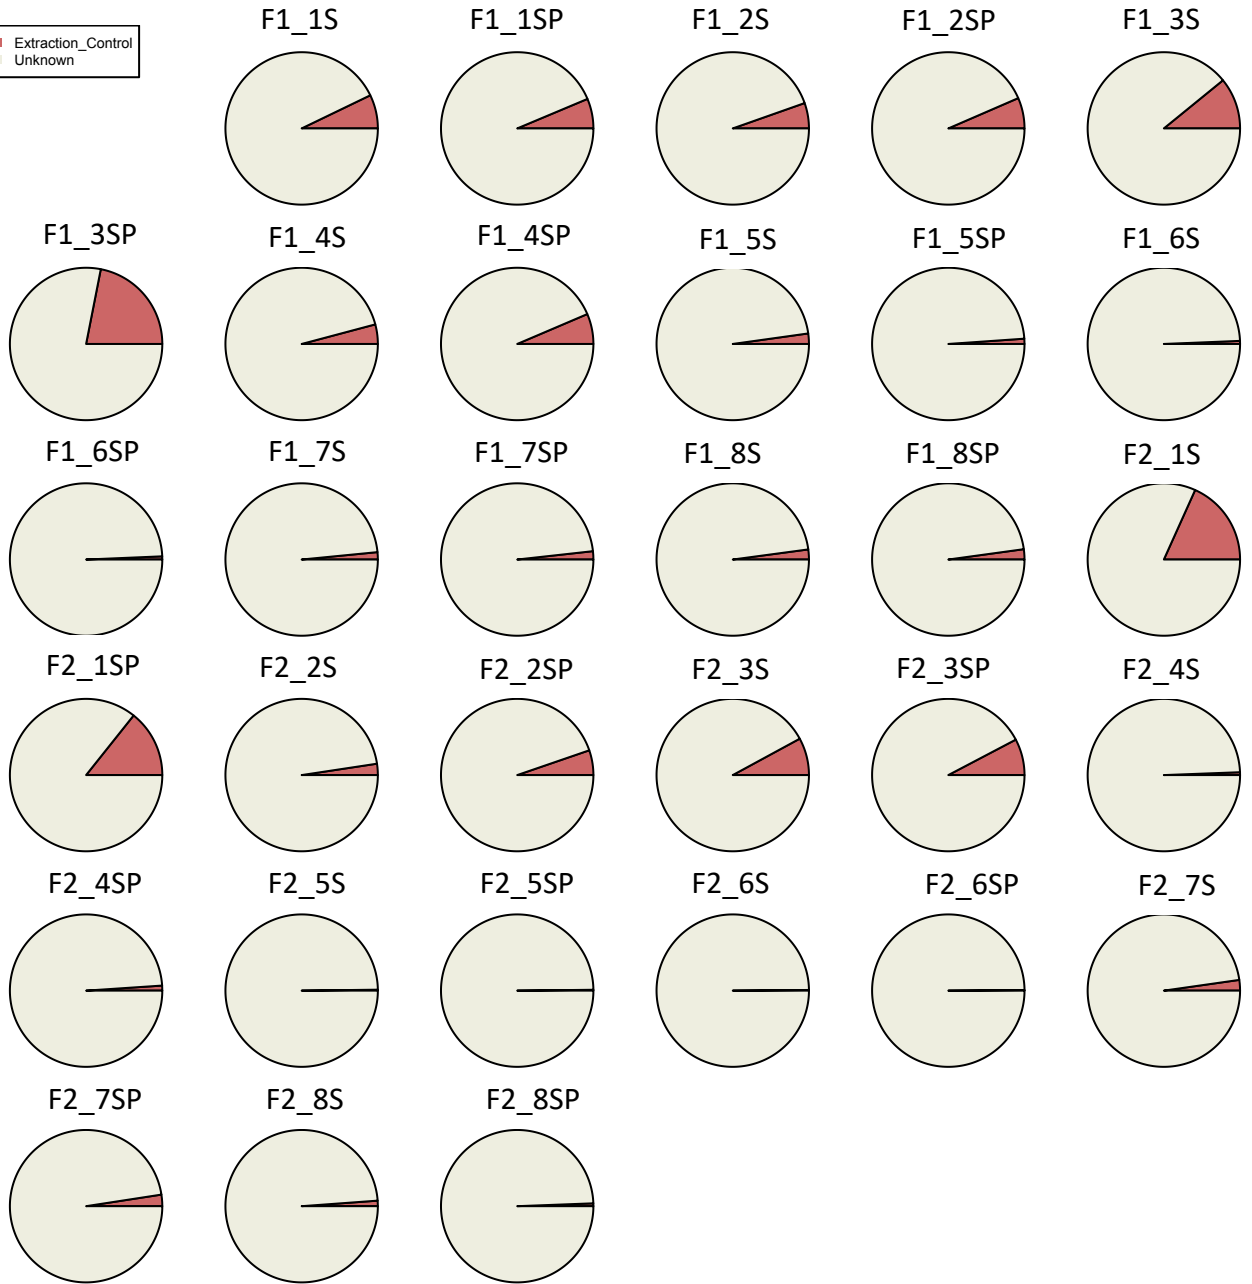 F1_1S F1_1SP F1_2S F1_2SP F1_3S
Extraction_Control
Unknown
F1_3SP F1_4S F1_4SP F1_5S F1_5SP F1_6S
F1_6SP F1_7S F1_7SP F1_8S F1_8SP F2_1S
F2_1SP F2_2S F2_2SP F2_3S F2_3SP F2_4S
F2_4SP F2_5S F2_5SP F2_6S F2_6SP F2_7S
F2_7SP F2_8S F2_8SP